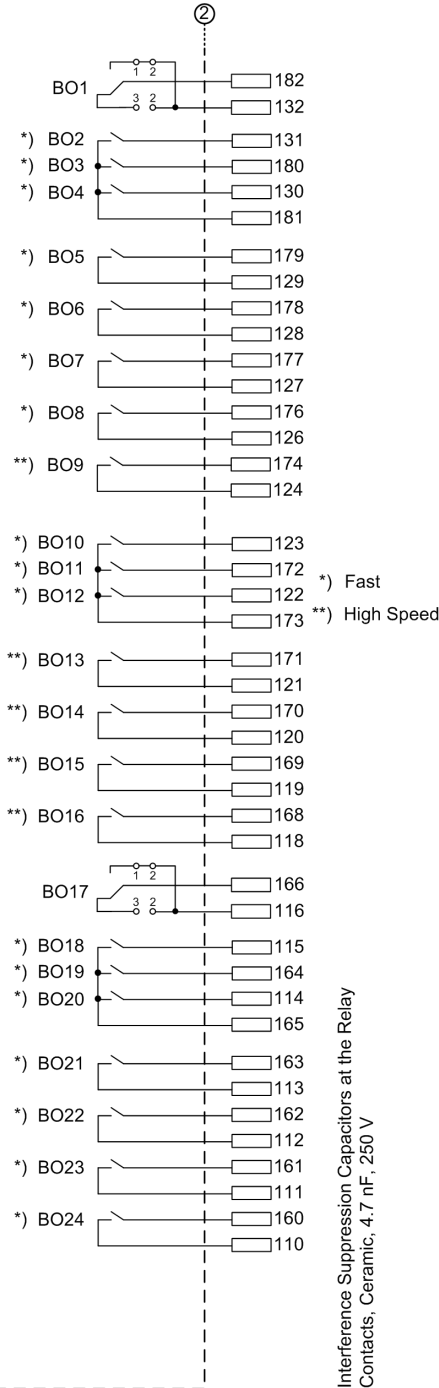 2
1 2
182
BO1
3 2
132
*) BO2
131
*) BO3
180
*) BO4
130
181
*) BO5
179
129
*) BO6
178
128
*) BO7
177
127
*) BO8
176
126
**) BO9
174
124
*) BO10
123
*) BO11
172
*) Fast
*) BO12
122
173
**) High Speed
**) BO13
171
121
**) BO14
170
120
**) BO15
169
119
**) BO16
168
118
1 2
166
BO17
3 2
116
*) BO18
115
*) BO19
164
*) BO20
114
165
*) BO21
163
113
*) BO22
162
112
*) BO23
161
111
*) BO24
160
110
Interference Suppression Capacitors at the Relay
Contacts, Ceramic, 4.7 nF, 250 V